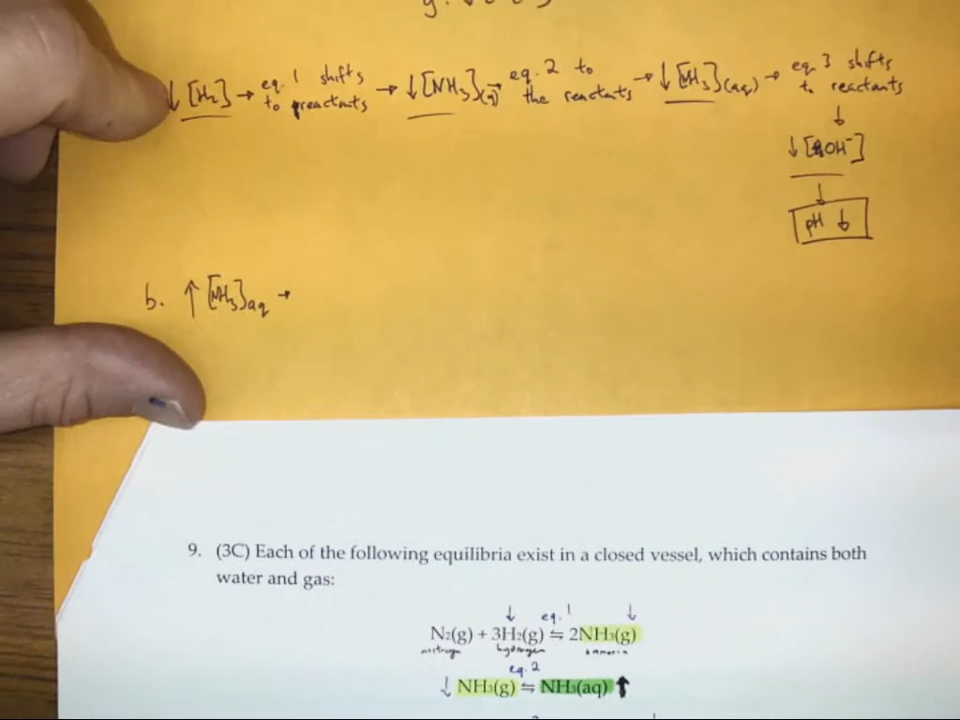 ↓ [H₂] → eq. 1 shifts to reactants → ↓ [NH₃](g) → eq. 2 to the reactants → ↓ [NH₃](aq) → eq. 3 shifts to reactants
↓
↓ [OH⁻]
↓
pH ↓
b. ↑ [NH₃]aq →
9. (3C) Each of the following equilibria exist in a closed vessel, which contains both
water and gas:
↓ eq. 1 ↓
N₂(g) + 3H₂(g) ⇋ 2NH₃(g)
nitrogen hydrogen ammonia
eq. 2
↓ NH₃(g) ⇋ NH₃(aq) ↑